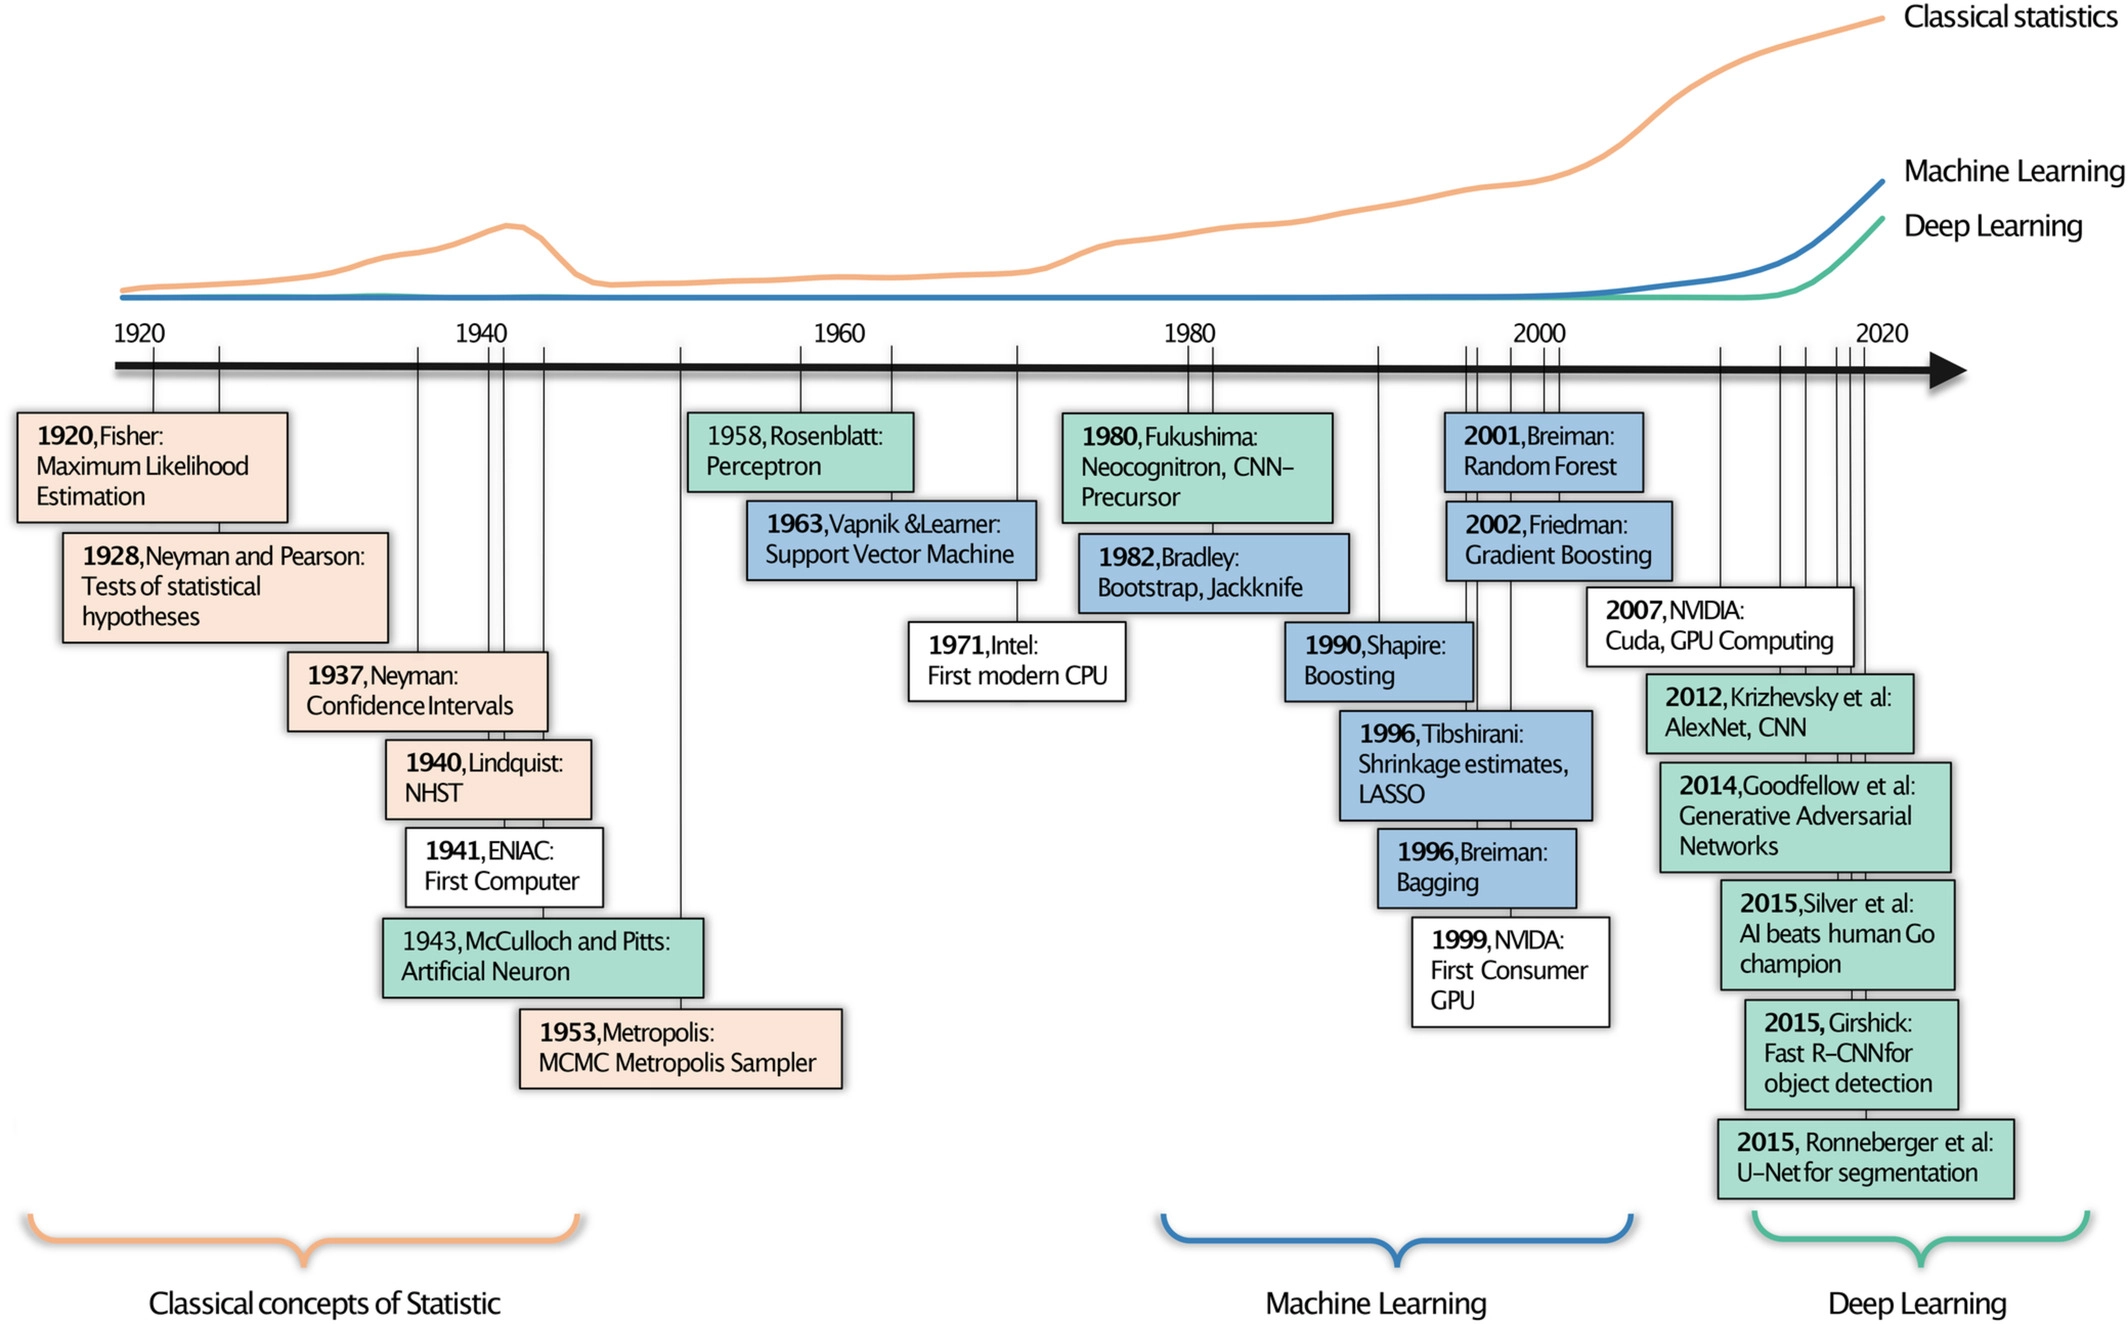 Classical statistics
Machine Learning
Deep Learning
1920
1940
1960
1980
2000
2020
1920, Fisher:
Maximum Likelihood
Estimation
1928, Neyman and Pearson:
Tests of statistical
hypotheses
1937, Neyman:
Confidence Intervals
1940, Lindquist:
NHST
1941, ENIAC:
First Computer
1943, McCulloch and Pitts:
Artificial Neuron
1953, Metropolis:
MCMC Metropolis Sampler
1958, Rosenblatt:
Perceptron
1963, Vapnik &Learner:
Support Vector Machine
1971, Intel:
First modern CPU
1980, Fukushima:
Neocognitron, CNN–
Precursor
1982, Bradley:
Bootstrap, Jackknife
1990, Shapire:
Boosting
1996, Tibshirani:
Shrinkage estimates,
LASSO
1996, Breiman:
Bagging
1999, NVIDA:
First Consumer
GPU
2001, Breiman:
Random Forest
2002, Friedman:
Gradient Boosting
2007, NVIDIA:
Cuda, GPU Computing
2012, Krizhevsky et al:
AlexNet, CNN
2014, Goodfellow et al:
Generative Adversarial
Networks
2015, Silver et al:
AI beats human Go
champion
2015, Girshick:
Fast R–CNN for
object detection
2015, Ronneberger et al:
U–Net for segmentation
Classical concepts of Statistic
Machine Learning
Deep Learning